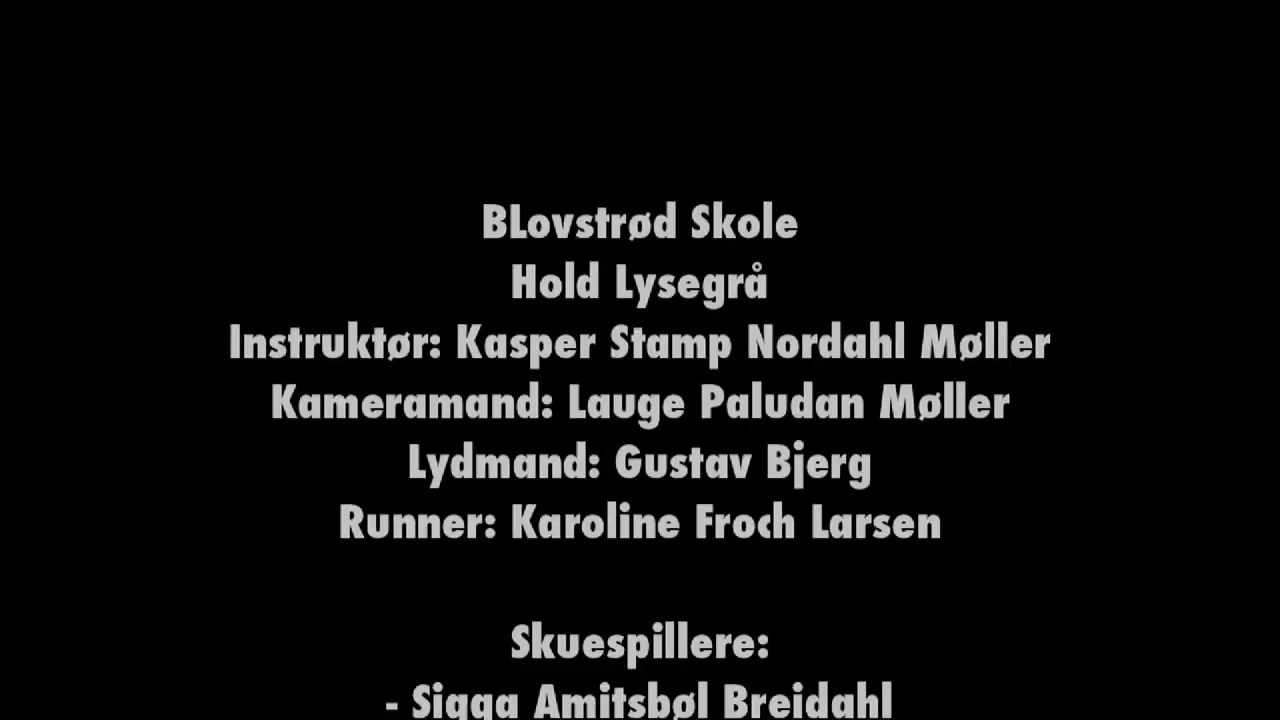 BLovstrød Skole
Hold Lysegrå
Instruktør: Kasper Stamp Nordahl Møller
Kameramand: Lauge Paludan Møller
Lydmand: Gustav Bjerg
Runner: Karoline Froch Larsen
Skuespillere:
- Sigga Amitsbøl Breidahl